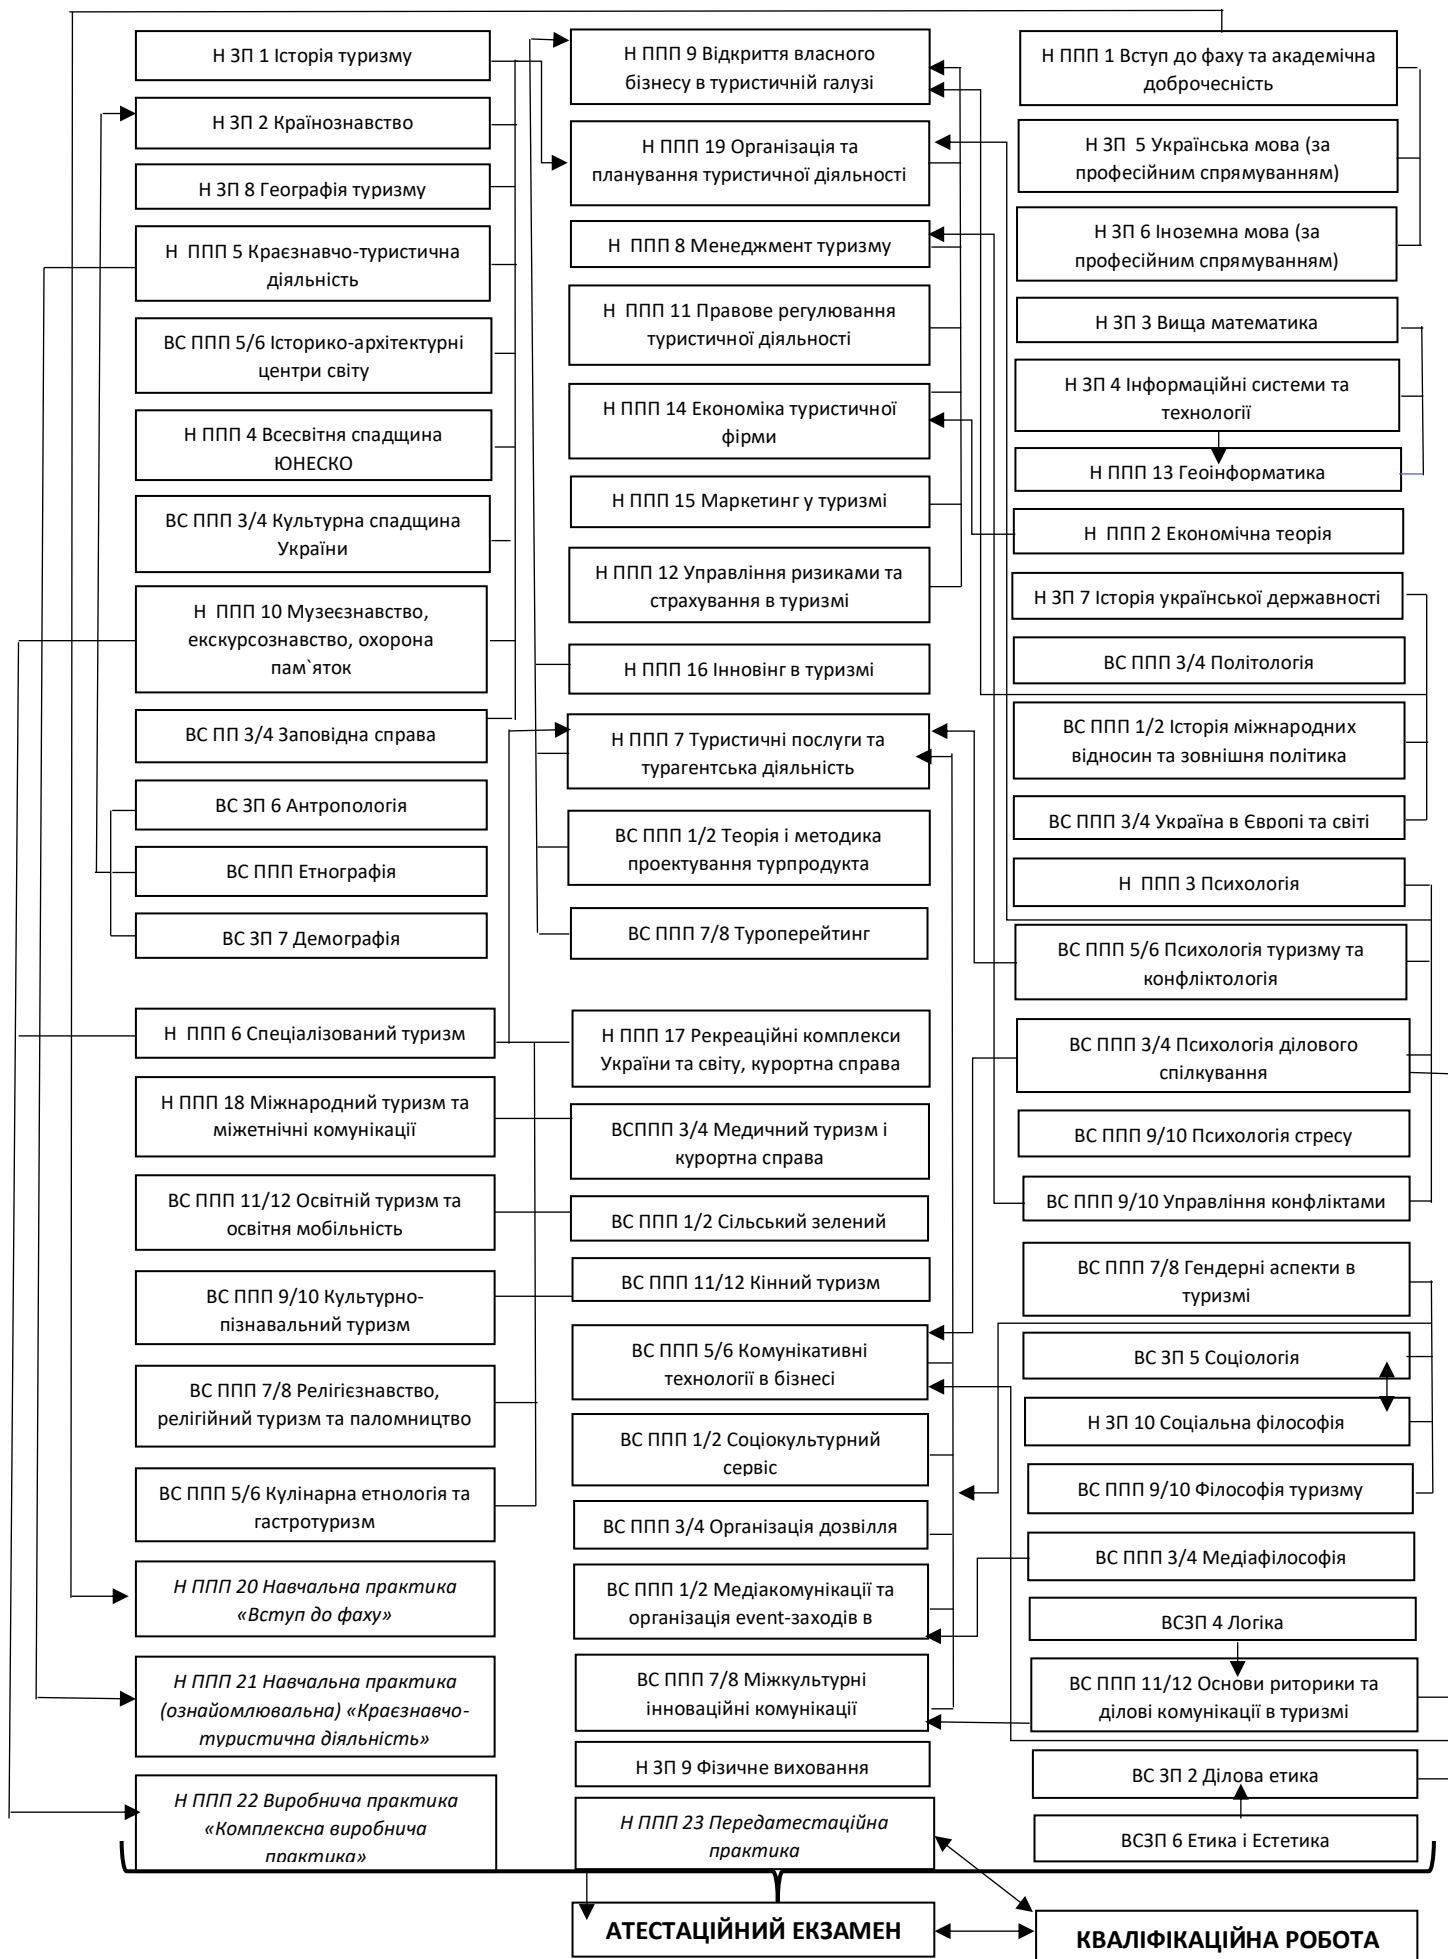 Н ЗП 1 Історія туризму
Н ЗП 2 Країнознавство
Н ЗП 8 Географія туризму
Н ППП 5 Краєзнавчо-туристична
діяльність
ВС ППП 5/6 Історико-архітектурні
центри світу
Н ППП 4 Всесвітня спадщина
ЮНЕСКО
ВС ППП 3/4 Культурна спадщина
України
Н ППП 10 Музеєзнавство,
екскурсознавство, охорона
пам`яток
ВС ПП 3/4 Заповідна справа
ВС ЗП 6 Антропологія
ВС ППП Етнографія
ВС ЗП 7 Демографія
Н ППП 6 Спеціалізований туризм
Н ППП 18 Міжнародний туризм та
міжетнічні комунікації
ВС ППП 11/12 Освітній туризм та
освітня мобільність
ВС ППП 9/10 Культурно-
пізнавальний туризм
ВС ППП 7/8 Релігієзнавство,
релігійний туризм та паломництво
ВС ППП 5/6 Кулінарна етнологія та
гастротуризм
Н ППП 20 Навчальна практика
«Вступ до фаху»
Н ППП 21 Навчальна практика
(ознайомлювальна) «Краєзнавчо-
туристична діяльність»
Н ППП 22 Виробнича практика
«Комплексна виробнича
практика»
Н ППП 9 Відкриття власного
бізнесу в туристичній галузі
Н ППП 19 Організація та
планування туристичної діяльності
Н ППП 8 Менеджмент туризму
Н ППП 11 Правове регулювання
туристичної діяльності
Н ППП 14 Економіка туристичної
фірми
Н ППП 15 Маркетинг у туризмі
Н ППП 12 Управління ризиками та
страхування в туризмі
Н ППП 16 Інновінг в туризмі
Н ППП 7 Туристичні послуги та
турагентська діяльність
ВС ППП 1/2 Теорія і методика
проектування турпродукта
ВС ППП 7/8 Туроперейтинг
Н ППП 17 Рекреаційні комплекси
України та світу, курортна справа
ВСППП 3/4 Медичний туризм і
курортна справа
ВС ППП 1/2 Сільський зелений
ВС ППП 11/12 Кінний туризм
ВС ППП 5/6 Комунікативні
технології в бізнесі
ВС ППП 1/2 Соціокультурний
сервіс
ВС ППП 3/4 Організація дозвілля
ВС ППП 1/2 Медіакомунікації та
організація event-заходів в
ВС ППП 7/8 Міжкультурні
інноваційні комунікації
Н ЗП 9 Фізичне виховання
Н ППП 23 Передатестаційна
практика
Н ППП 1 Вступ до фаху та академічна
доброчесність
Н ЗП 5 Українська мова (за
професійним спрямуванням)
Н ЗП 6 Іноземна мова (за
професійним спрямуванням)
Н ЗП 3 Вища математика
Н ЗП 4 Інформаційні системи та
технології
Н ППП 13 Геоінформатика
Н ППП 2 Економічна теорія
Н ЗП 7 Історія української державності
ВС ППП 3/4 Політологія
ВС ППП 1/2 Історія міжнародних
відносин та зовнішня політика
ВС ППП 3/4 Україна в Європі та світі
Н ППП 3 Психологія
ВС ППП 5/6 Психологія туризму та
конфліктологія
ВС ППП 3/4 Психологія ділового
спілкування
ВС ППП 9/10 Психологія стресу
ВС ППП 9/10 Управління конфліктами
ВС ППП 7/8 Гендерні аспекти в
туризмі
ВС ЗП 5 Соціологія
Н ЗП 10 Соціальна філософія
ВС ППП 9/10 Філософія туризму
ВС ППП 3/4 Медіафілософія
ВСЗП 4 Логіка
ВС ППП 11/12 Основи риторики та
ділові комунікації в туризмі
ВС ЗП 2 Ділова етика
ВСЗП 6 Етика і Естетика
АТЕСТАЦІЙНИЙ ЕКЗАМЕН
КВАЛІФІКАЦІЙНА РОБОТА